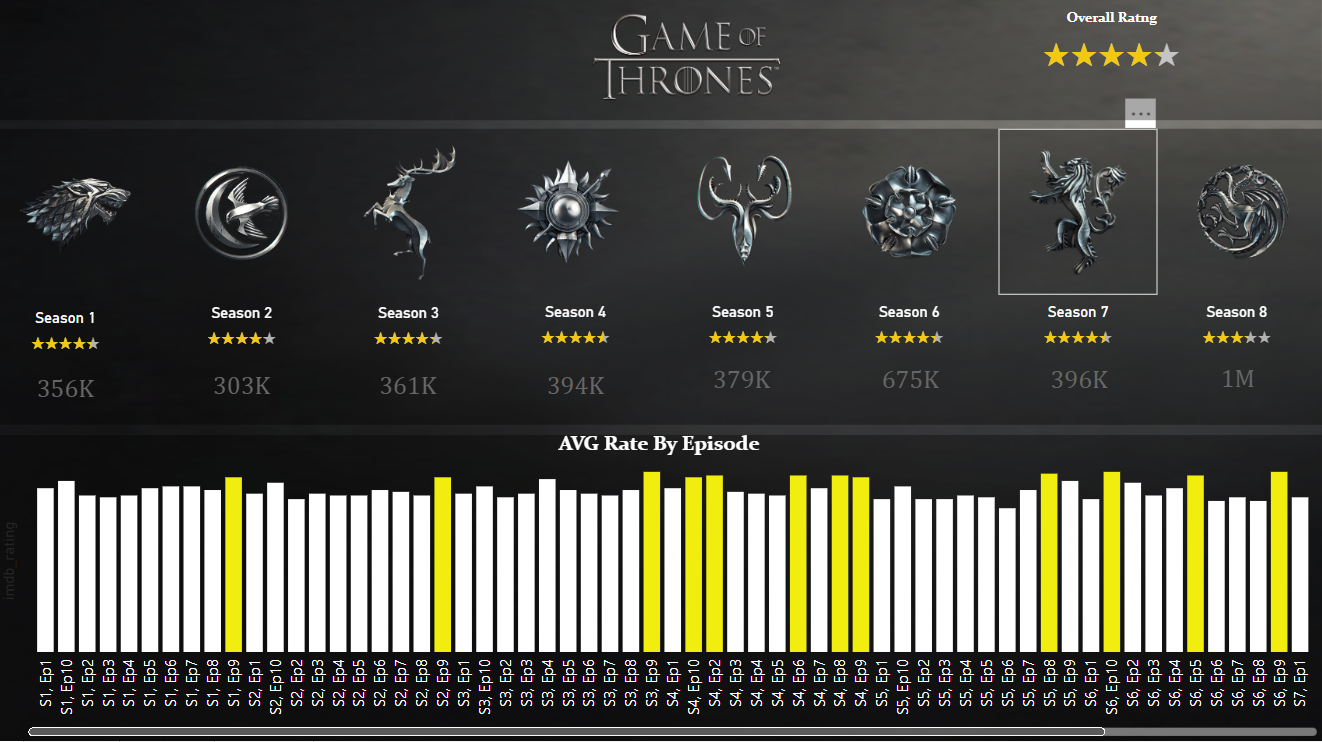 GAME OF
THRONES
Overall Ratng
...
Season 1
Season 2
Season 3
Season 4
Season 5
Season 6
Season 7
Season 8
356K
303K
361K
394K
379K
675K
396K
1M
AVG Rate By Episode
imdb_rating
S1, Ep1
S1, Ep10
S1, Ep2
S1, Ep3
S1, Ep4
S1, Ep5
S1, Ep6
S1, Ep7
S1, Ep8
S1, Ep9
S2, Ep1
S2, Ep10
S2, Ep2
S2, Ep3
S2, Ep4
S2, Ep5
S2, Ep6
S2, Ep7
S2, Ep8
S2, Ep9
S3, Ep1
S3, Ep10
S3, Ep2
S3, Ep3
S3, Ep4
S3, Ep5
S3, Ep6
S3, Ep7
S3, Ep8
S3, Ep9
S4, Ep1
S4, Ep10
S4, Ep2
S4, Ep3
S4, Ep4
S4, Ep5
S4, Ep6
S4, Ep7
S4, Ep8
S4, Ep9
S5, Ep1
S5, Ep10
S5, Ep2
S5, Ep3
S5, Ep4
S5, Ep5
S5, Ep6
S5, Ep7
S5, Ep8
S5, Ep9
S6, Ep1
S6, Ep10
S6, Ep2
S6, Ep3
S6, Ep4
S6, Ep5
S6, Ep6
S6, Ep7
S6, Ep8
S6, Ep9
S7, Ep1